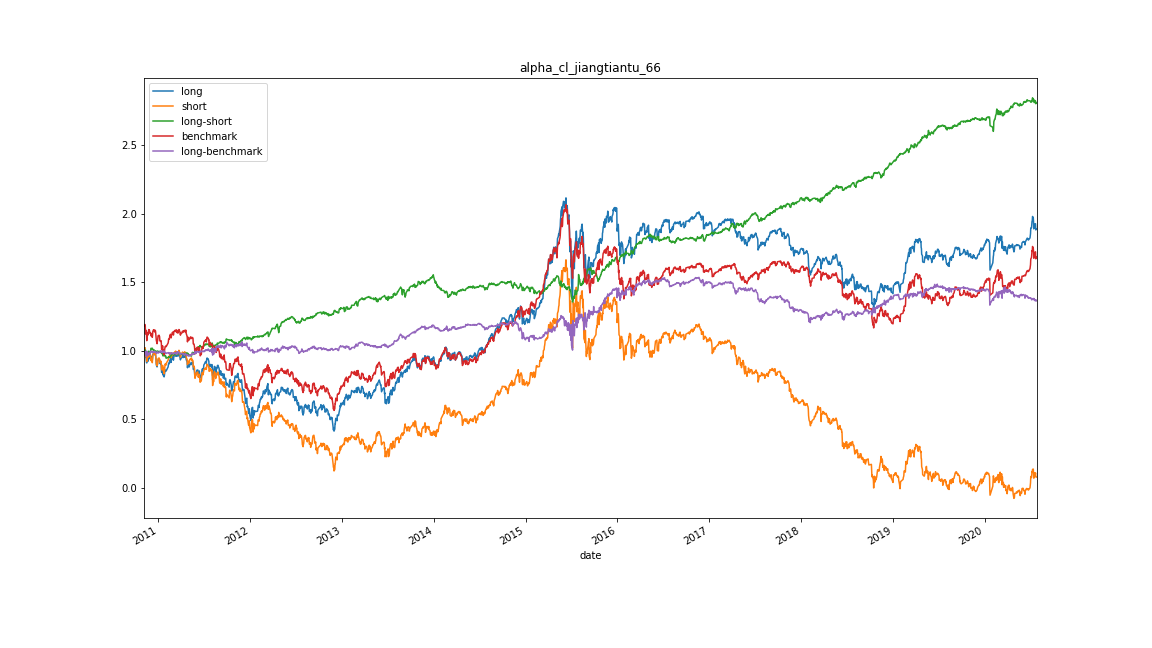 alpha_cl_jiangtiantu_66
long
short
long-short
benchmark
long-benchmark
2.5
2.0
1.5
1.0
0.5
0.0
2011 2012 2013 2014 2015 2016 2017 2018 2019 2020
date